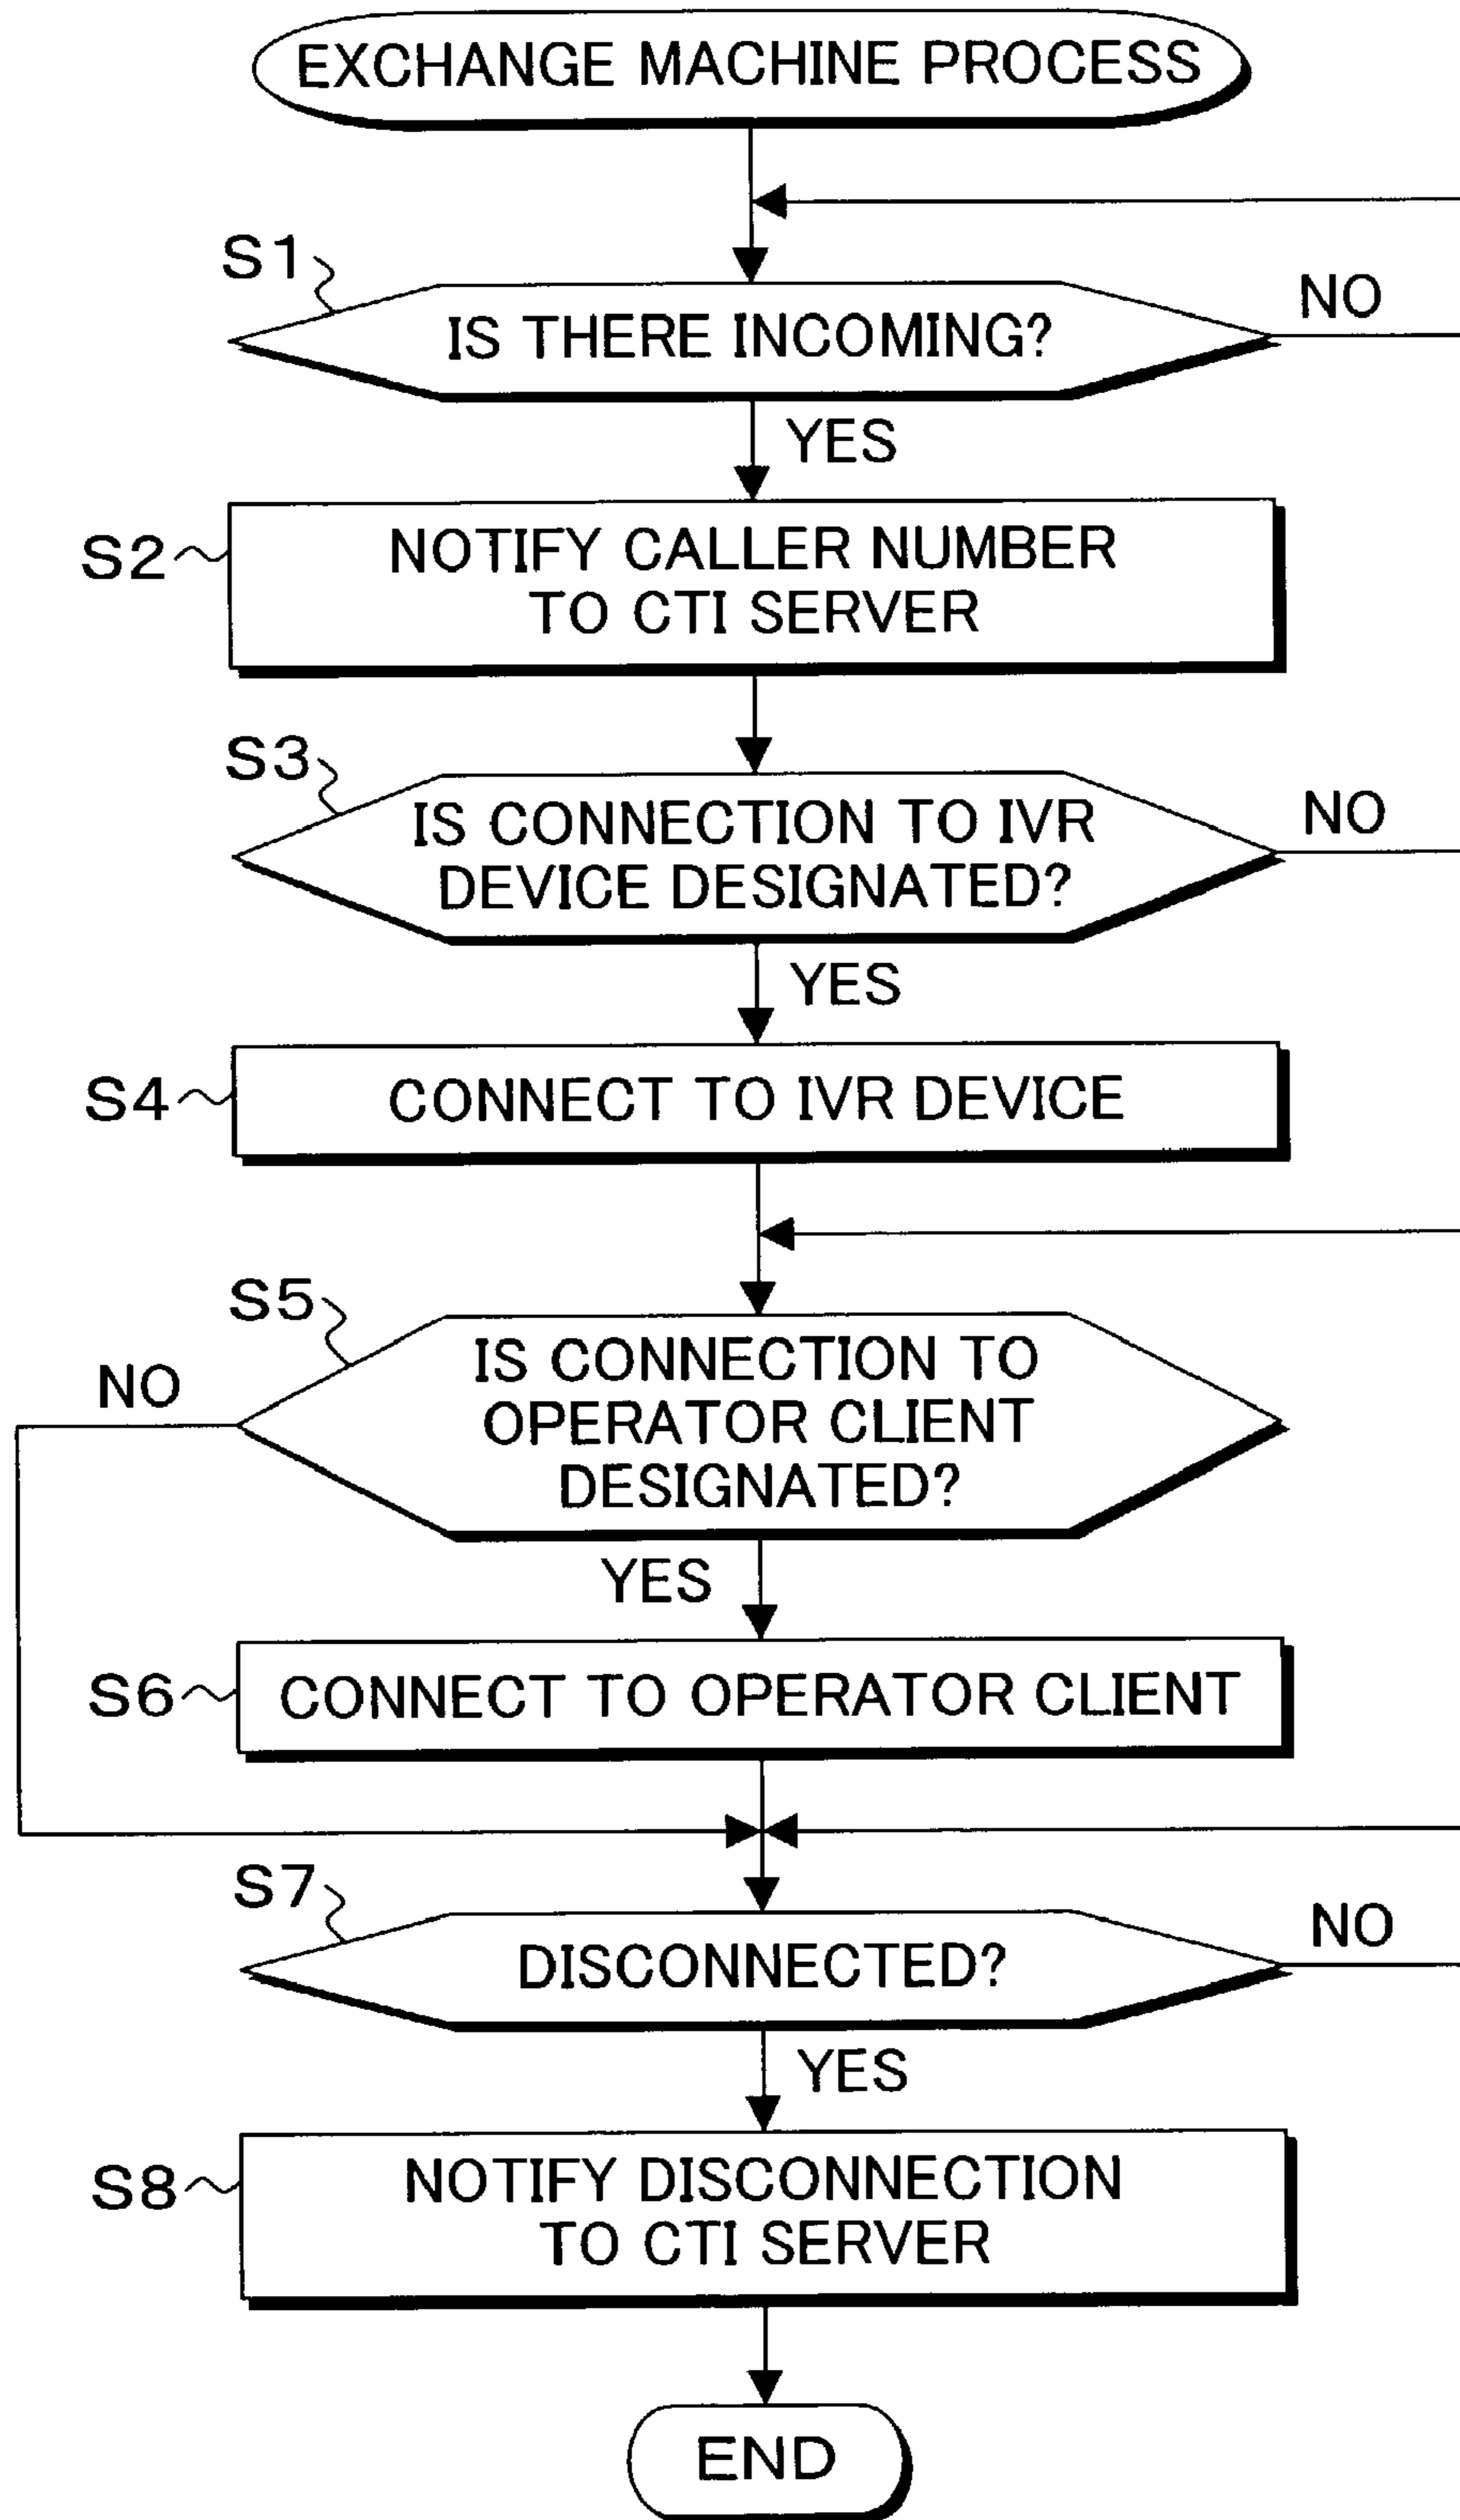 EXCHANGE MACHINE PROCESS
S1
IS THERE INCOMING?
NO
YES
S2
NOTIFY CALLER NUMBER
TO CTI SERVER
S3
IS CONNECTION TO IVR
DEVICE DESIGNATED?
NO
YES
S4
CONNECT TO IVR DEVICE
S5
NO
IS CONNECTION TO
OPERATOR CLIENT
DESIGNATED?
YES
S6
CONNECT TO OPERATOR CLIENT
S7
DISCONNECTED?
NO
YES
S8
NOTIFY DISCONNECTION
TO CTI SERVER
END